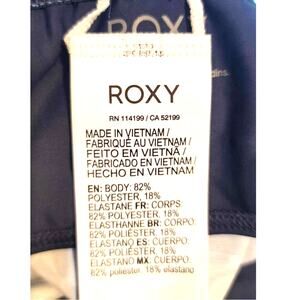 ROXY
RN 114199 / CA 52199
MADE IN VIETNAM /
FABRIQUÉ AU VIETNAM /
FEITO EM VIETNÃ /
FABRICADO EN VIETNAM /
HECHO EN VIETNAM
EN: BODY: 82%
POLYESTER, 18%
ELASTANE FR: CORPS:
82% POLYESTER, 18%
ELASTHANNE BR: CORPO:
82% POLIÉSTER, 18%
ELASTANO ES: CUERPO:
82% POLIÉSTER, 18%
ELASTANO MX: CUERPO:
82% poliéster, 18% elastano